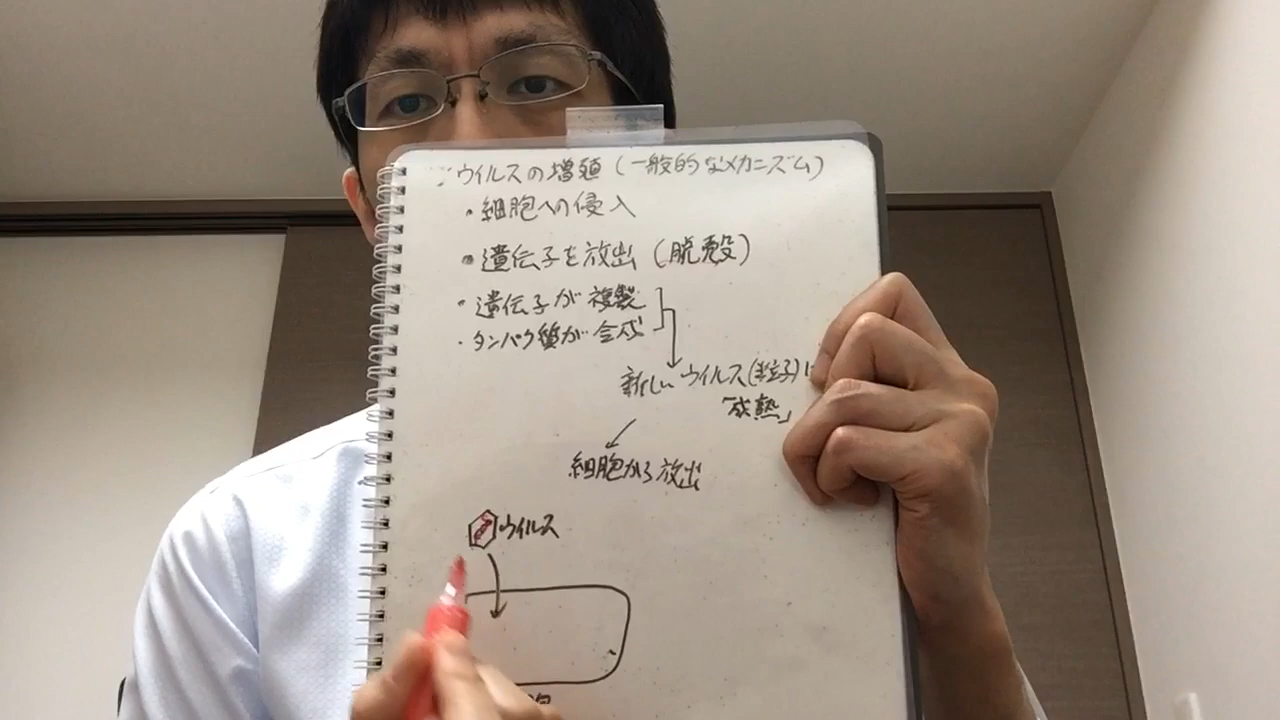 ・ウイルスの増殖(一般的なメカニズム)
・細胞への侵入
・遺伝子を放出(脱殻)
・遺伝子が複製
・タンパク質が合成
新しいウイルス(粒子)に
「成熟」
細胞から放出
ウイルス